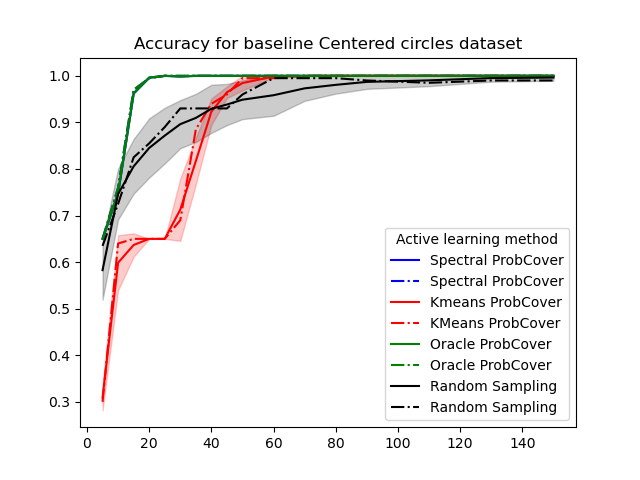 Accuracy for baseline Centered circles dataset
1.0
0.9
0.8
0.7
0.6
0.5
0.4
0.3
0
20
40
60
80
100
120
140
Active learning method
Spectral ProbCover
Spectral ProbCover
Kmeans ProbCover
KMeans ProbCover
Oracle ProbCover
Oracle ProbCover
Random Sampling
Random Sampling